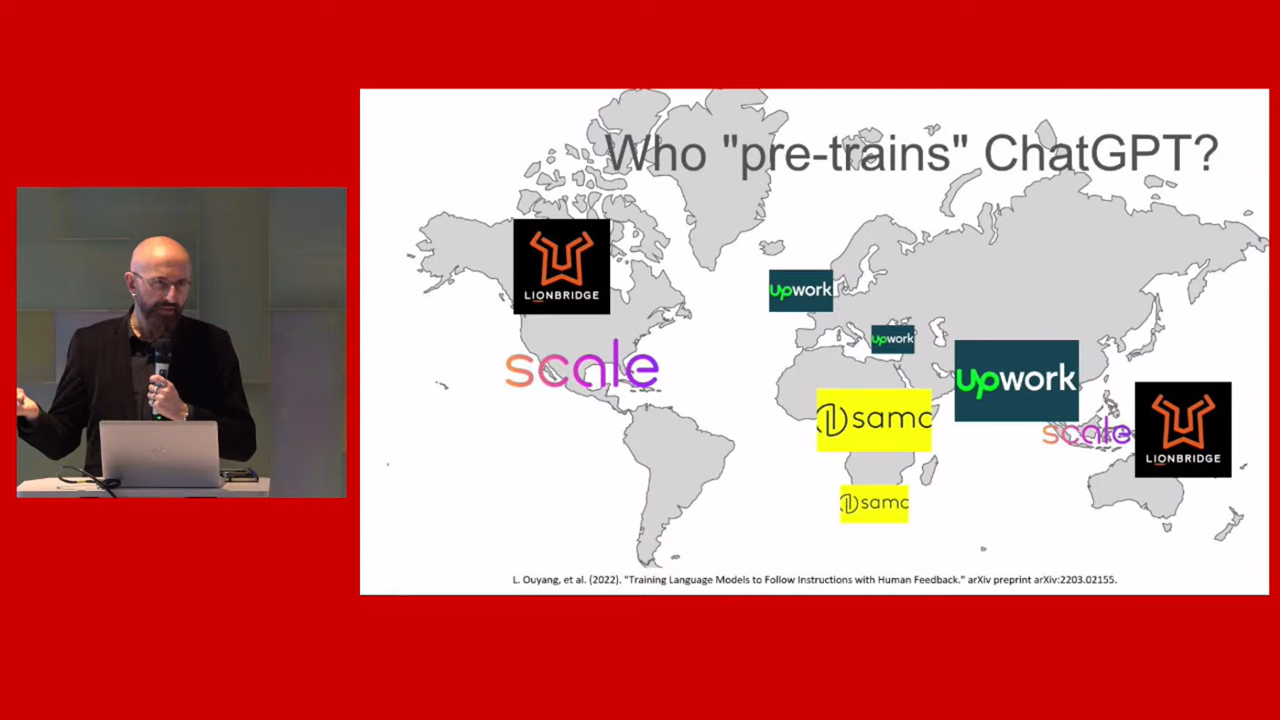 Who "pre-trains" ChatGPT?
LIONBRIDGE
upwork
upwork
scale
upwork
samc
scale
LIONBRIDGE
samc
L. Ouyang, et al. (2022). "Training Language Models to Follow Instructions with Human Feedback." arXiv preprint arXiv:2203.02155.